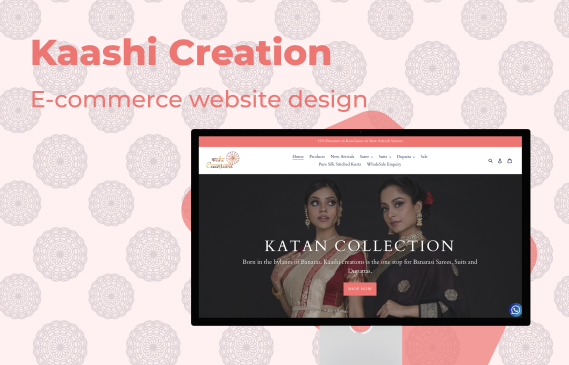 Kaashi Creation
E-commerce website design
Home Products New Arrivals Saree Suits Dupatta Sale
Pure Silk Stitched Kurta WholeSale Enquiry
KATAN COLLECTION
Born in the bylanes of Banaras. Kaashi creations is the one stop for Banarasi Sarees, Suits and
Dupattas.
SHOP NOW